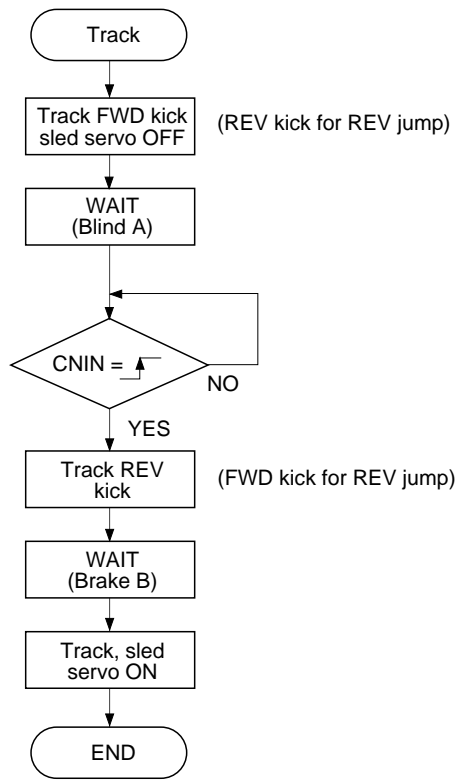 Track
Track FWD kick
sled servo OFF
(REV kick for REV jump)
WAIT
(Blind A)
CNIN =
NO
YES
Track REV
kick
(FWD kick for REV jump)
WAIT
(Brake B)
Track, sled
servo ON
END